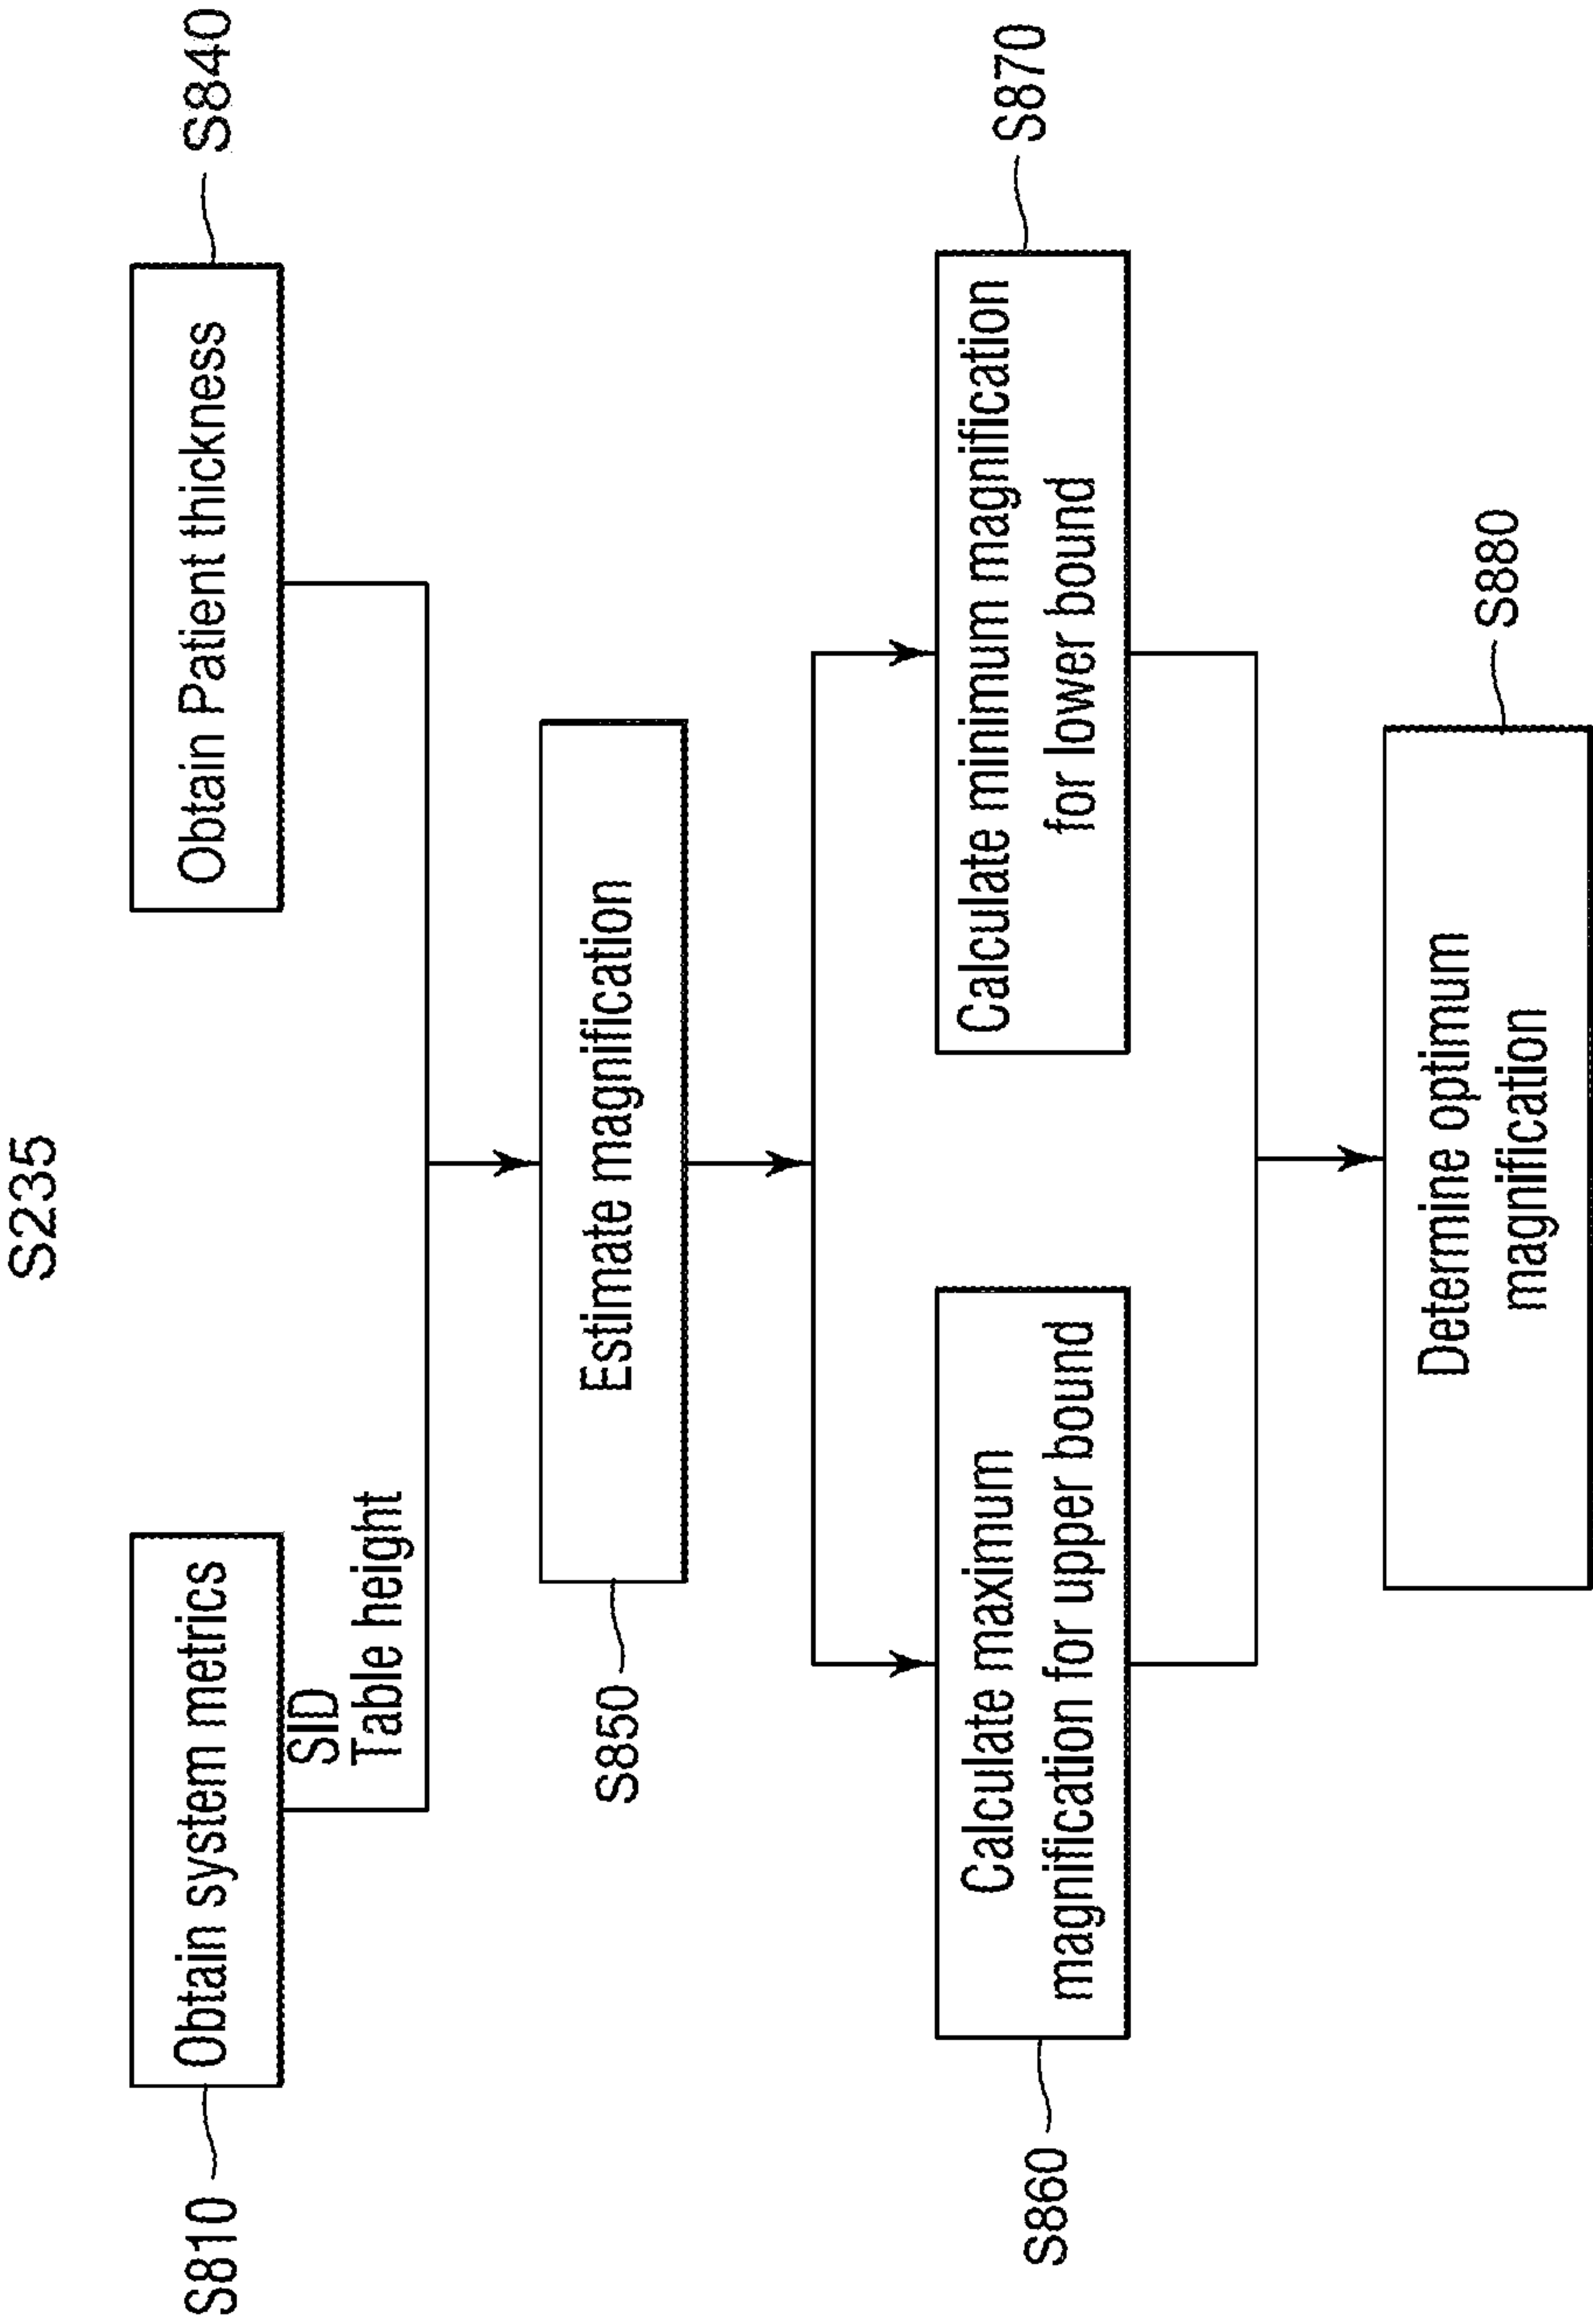 S235
S810
Obtain system metrics
Obtain Patient thickness
S840
SID
Table height
Estimate magnification
S850
Calculate maximum
magnification for upper bound
S860
Calculate minimum magnification
for lower bound
S870
Determine optimum
magnification
S880